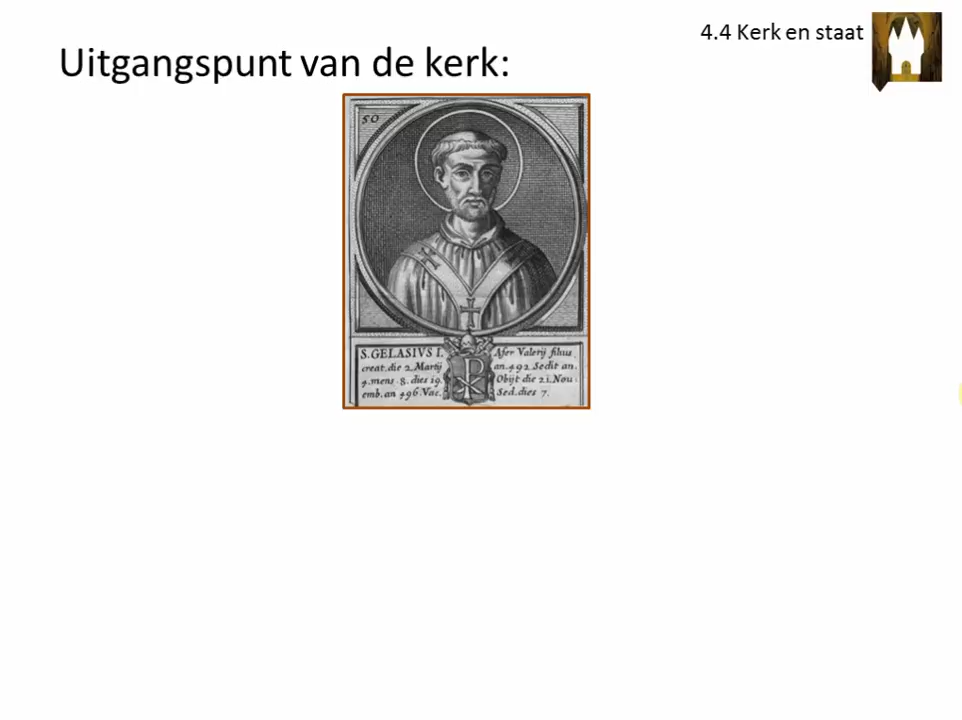 4.4 Kerk en staat
Uitgangspunt van de kerk:
50
S. GELASIVS I. Afer Valerij filius,
creat. die 2. Martij an. 492. Sedit an.
4. mens 8. dies 19. Obijt die 21. Nou:
emb. an 496. Vac. Sed. dies 7.